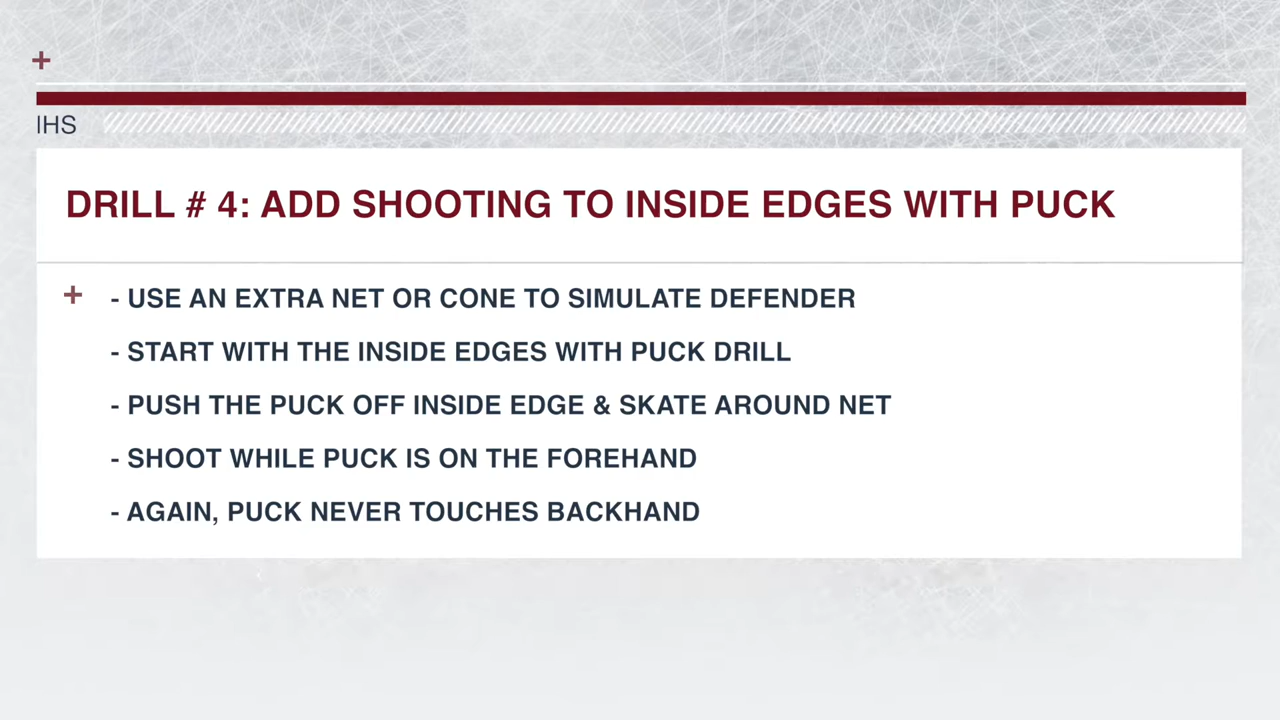 +
IHS
DRILL # 4: ADD SHOOTING TO INSIDE EDGES WITH PUCK
+ - USE AN EXTRA NET OR CONE TO SIMULATE DEFENDER
- START WITH THE INSIDE EDGES WITH PUCK DRILL
- PUSH THE PUCK OFF INSIDE EDGE & SKATE AROUND NET
- SHOOT WHILE PUCK IS ON THE FOREHAND
- AGAIN, PUCK NEVER TOUCHES BACKHAND